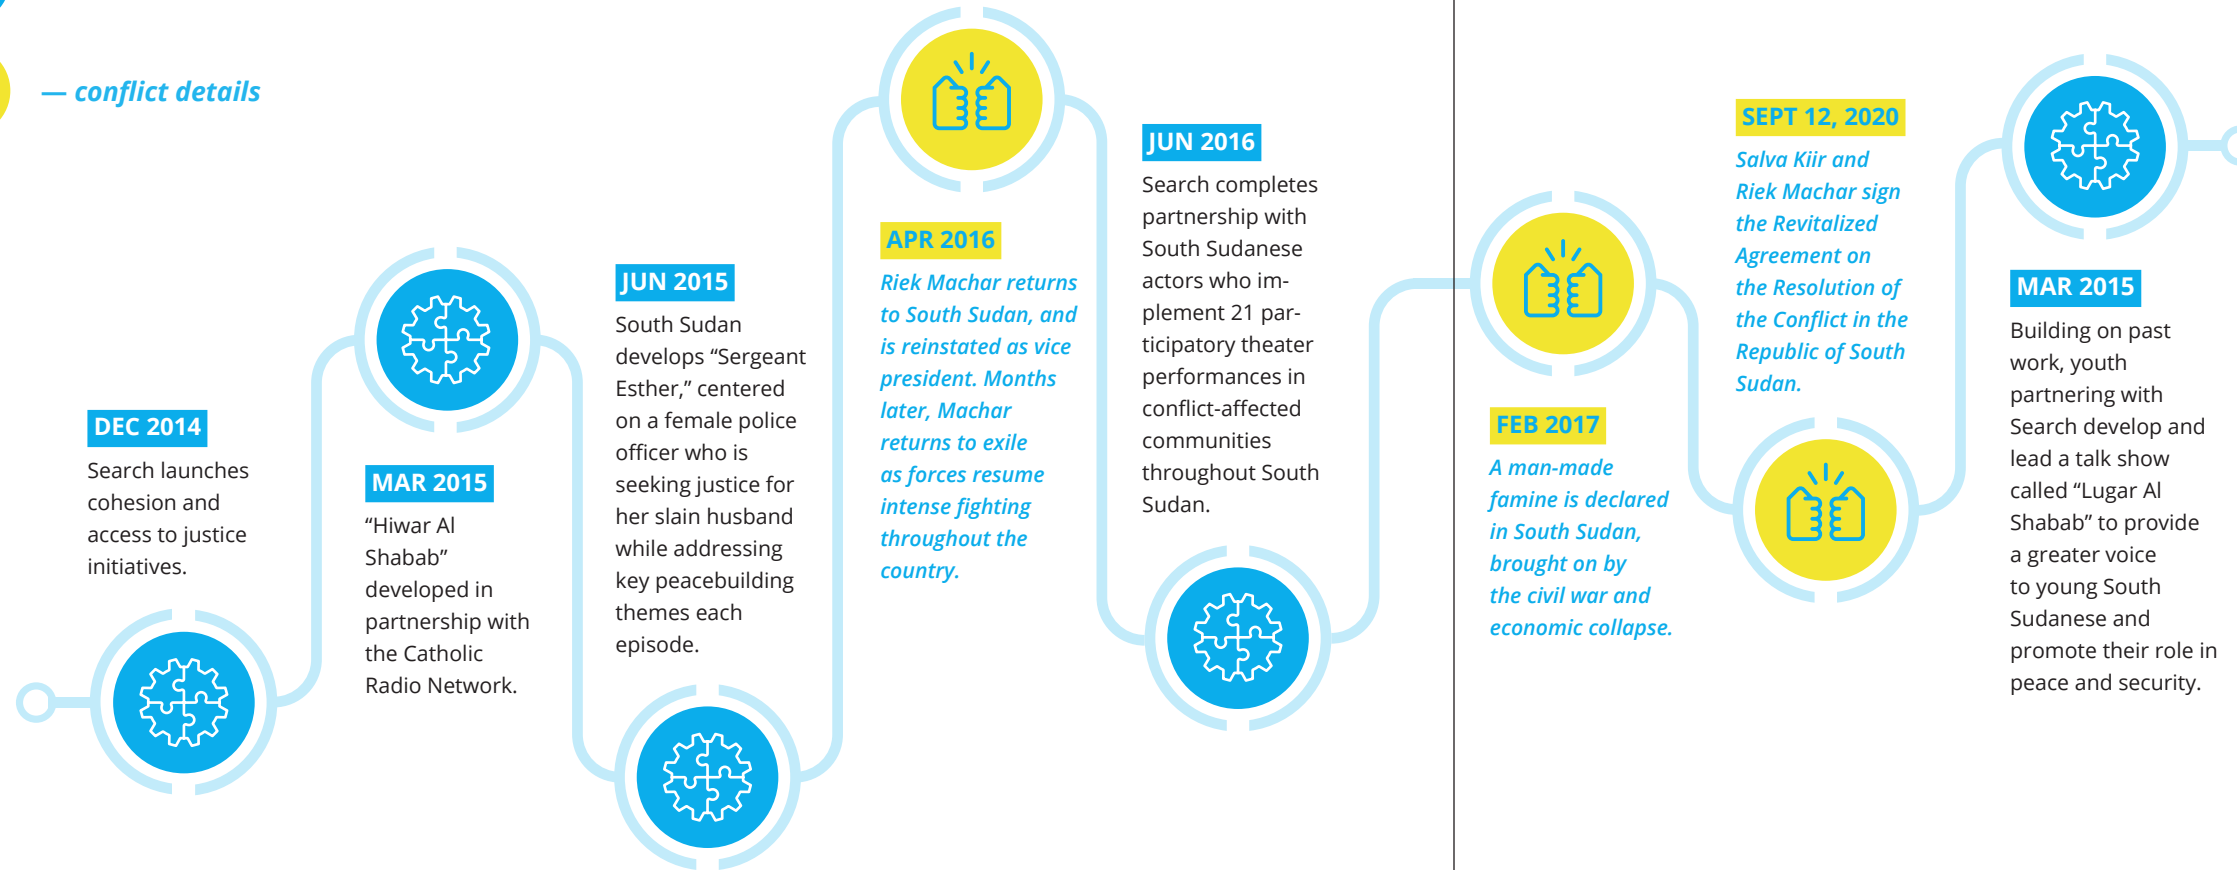 — conflict details
DEC 2014
Search launches
cohesion and
access to justice
initiatives.
MAR 2015
“Hiwar Al
Shabab”
developed in
partnership with
the Catholic
Radio Network.
JUN 2015
South Sudan
develops “Sergeant
Esther,” centered
on a female police
officer who is
seeking justice for
her slain husband
while addressing
key peacebuilding
themes each
episode.
APR 2016
Riek Machar returns
to South Sudan, and
is reinstated as vice
president. Months
later, Machar
returns to exile
as forces resume
intense fighting
throughout the
country.
JUN 2016
Search completes
partnership with
South Sudanese
actors who im-
plement 21 par-
ticipatory theater
performances in
conflict-affected
communities
throughout South
Sudan.
FEB 2017
A man-made
famine is declared
in South Sudan,
brought on by
the civil war and
economic collapse.
SEPT 12, 2020
Salva Kiir and
Riek Machar sign
the Revitalized
Agreement on
the Resolution of
the Conflict in the
Republic of South
Sudan.
MAR 2015
Building on past
work, youth
partnering with
Search develop and
lead a talk show
called “Lugar Al
Shabab” to provide
a greater voice
to young South
Sudanese and
promote their role in
peace and security.